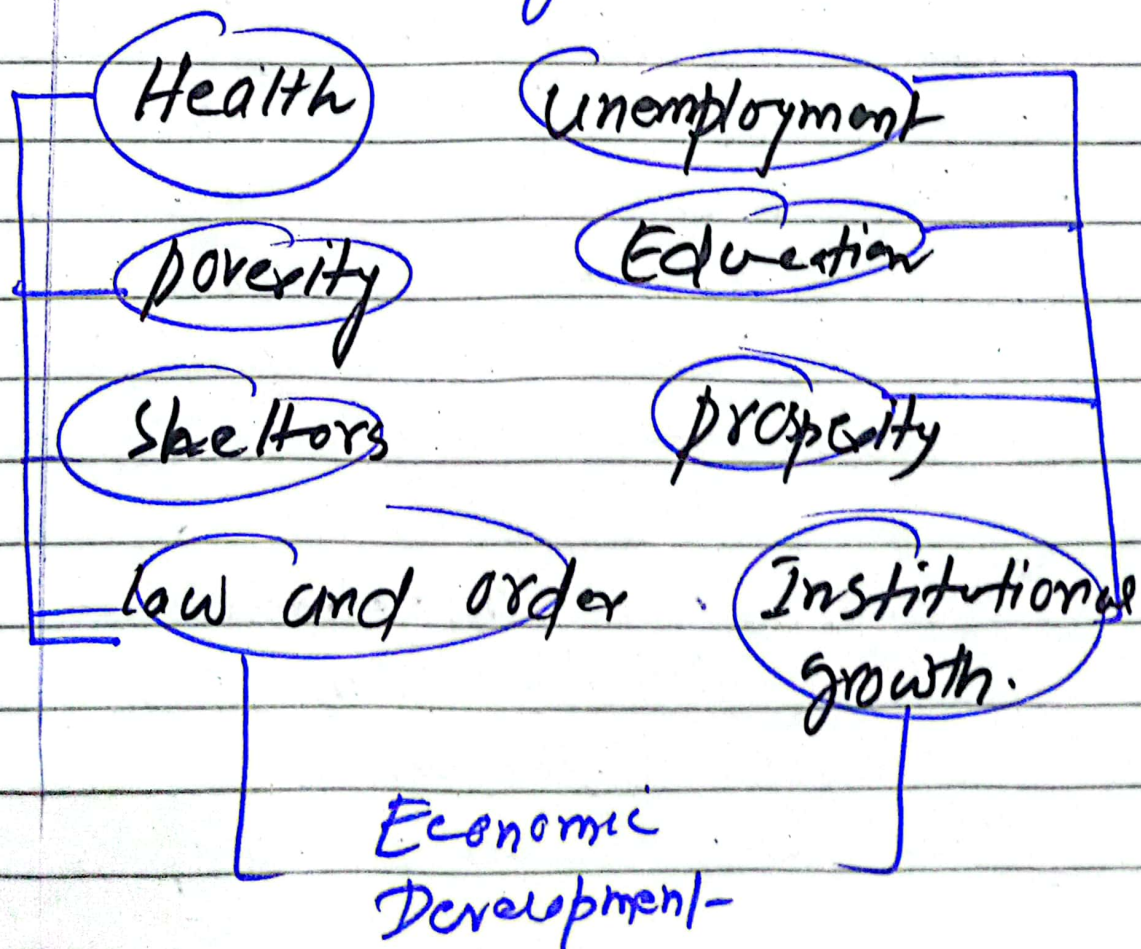 Health
Unemployment
poverity
Education
Shelters
prosperity
law and order
Institutional
growth.
Economic
Development